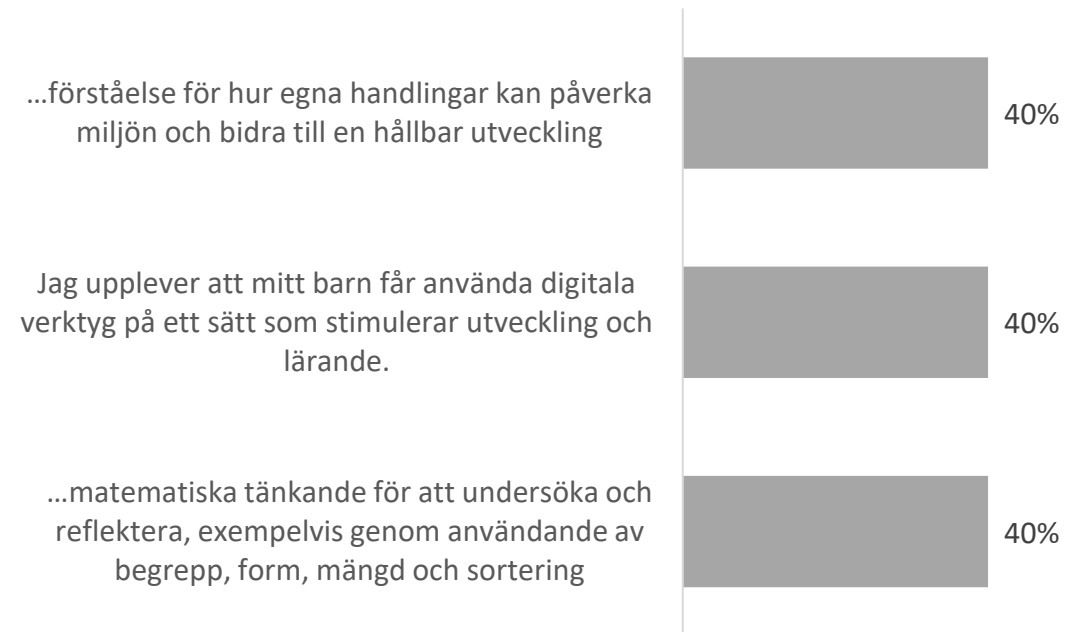 …förståelse för hur egna handlingar kan påverka
miljön och bidra till en hållbar utveckling
40%
Jag upplever att mitt barn får använda digitala
verktyg på ett sätt som stimulerar utveckling och
lärande.
40%
…matematiska tänkande för att undersöka och
reflektera, exempelvis genom användande av
begrepp, form, mängd och sortering
40%